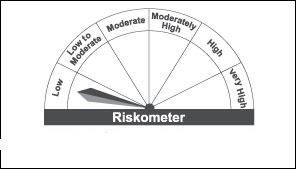 Low
Low to
Moderate
Moderate
Moderately
High
High
Very High
Riskometer